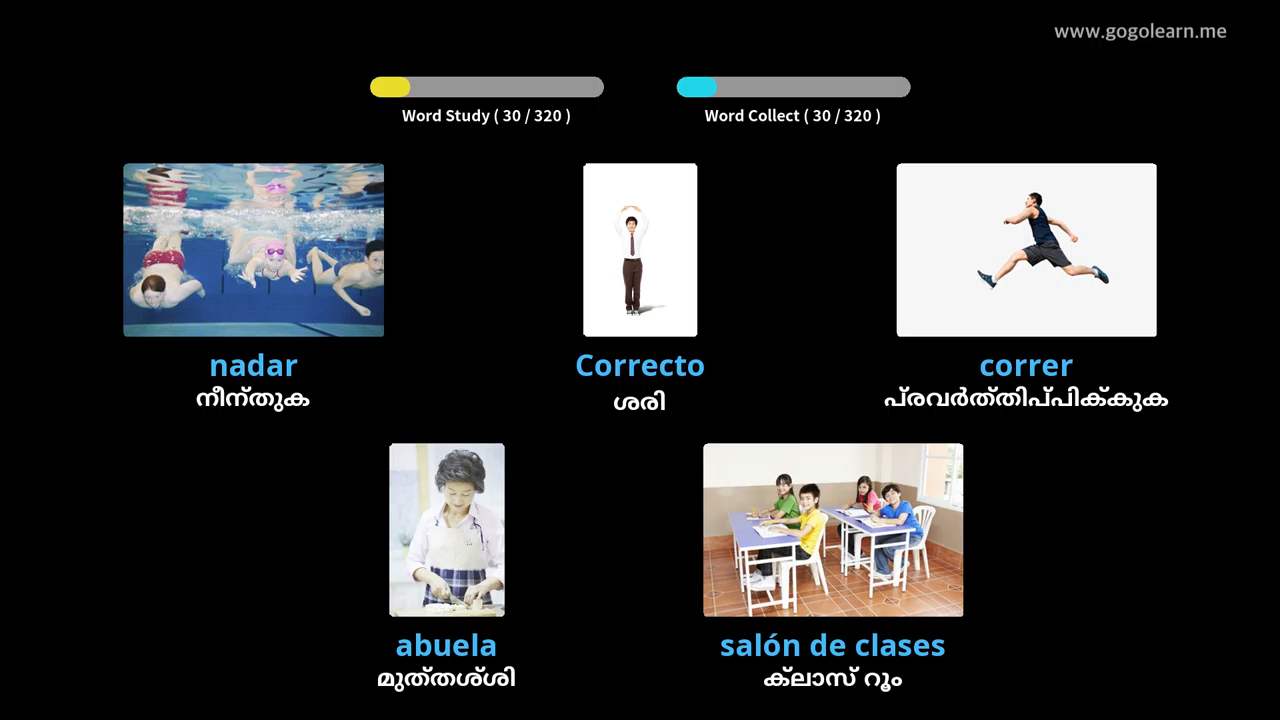 www.gogolearn.me
Word Study ( 30 / 320 )
Word Collect ( 30 / 320 )
nadar
നീന്തുക
Correcto
ശരി
correr
പ്രവർത്തിപ്പിക്കുക
abuela
മുത്തശ്ശി
salón de clases
ക്ലാസ് റൂം